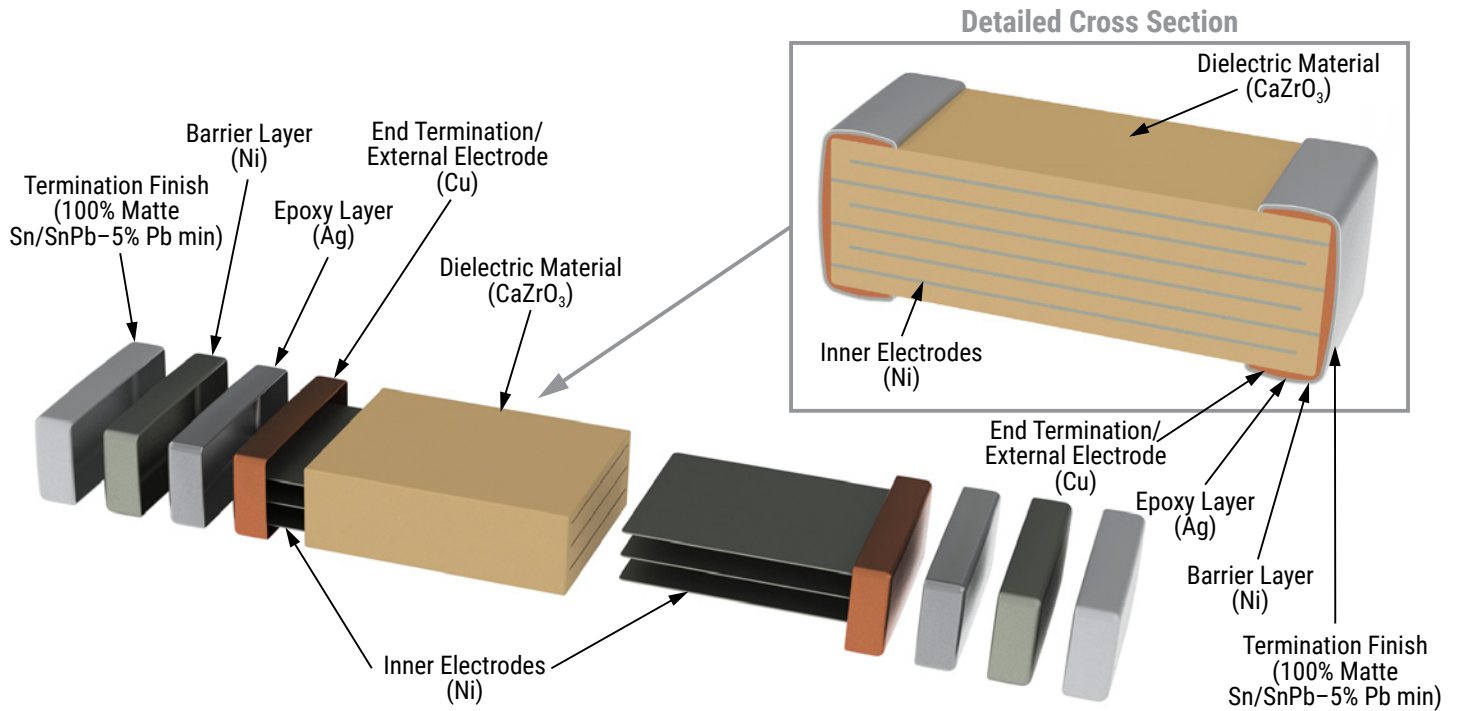 Detailed Cross Section
Dielectric Material
(CaZrO₃)
Inner Electrodes
(Ni)
End Termination/
External Electrode
(Cu)
Epoxy Layer
(Ag)
Barrier Layer
(Ni)
Termination Finish
(100% Matte
Sn/SnPb–5% Pb min)
Termination Finish
(100% Matte
Sn/SnPb–5% Pb min)
Barrier Layer
(Ni)
Epoxy Layer
(Ag)
End Termination/
External Electrode
(Cu)
Dielectric Material
(CaZrO₃)
Inner Electrodes
(Ni)